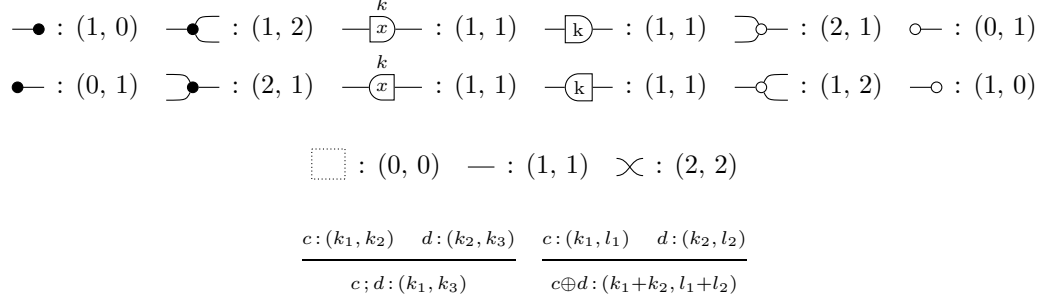 k
: (1, 0) : (1, 2) x : (1, 1) k : (1, 1) : (2, 1) : (0, 1)
k
: (0, 1) : (2, 1) x : (1, 1) k : (1, 1) : (1, 2) : (1, 0)
: (0, 0) : (1, 1) : (2, 2)
c : (k₁, k₂) d : (k₂, k₃) c : (k₁, l₁) d : (k₂, l₂)
c ; d : (k₁, k₃) c⊕d : (k₁+k₂, l₁+l₂)